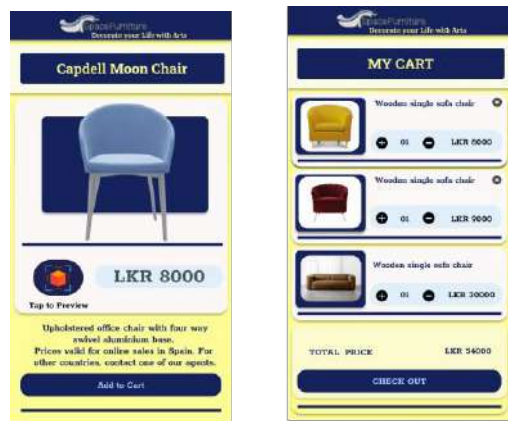 SpaceFurniture
Decorate your Life with Arts
Capdell Moon Chair
LKR 8000
Tap to Preview
Upholstered office chair with four way
swivel aluminium base.
Prices valid for online sales in Spain. For
other countries, contact one of our agents.
Add to Cart
SpaceFurniture
Decorate your Life with Arts
MY CART
Wooden single sofa chair
01
LKR 8000
Wooden single sofa chair
01
LKR 9000
Wooden single sofa chair
01
LKR
TOTAL PRICE
LKR 54000
CHECK OUT